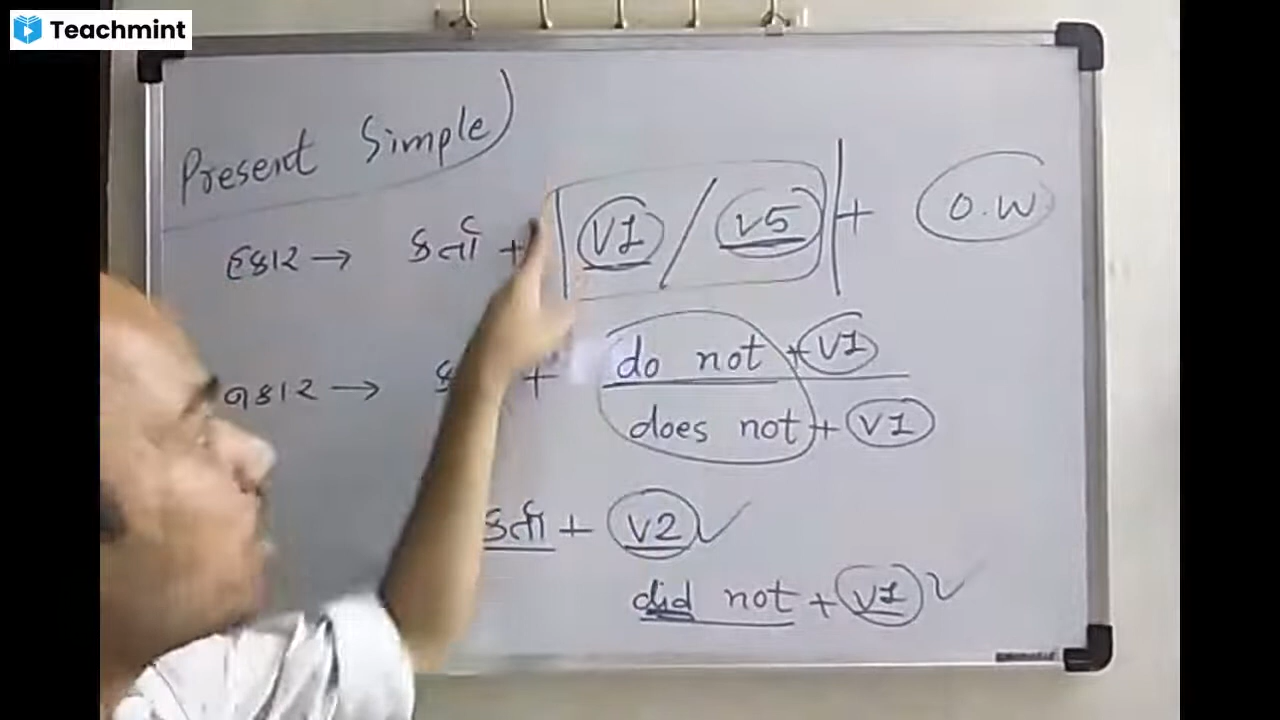 Teachmint
Present Simple
હકાર → કર્તા + V1 / V5 + O.W
નકાર → + do not + V1
does not + V1
કર્તા + V2 ✓
did not + V1 ✓